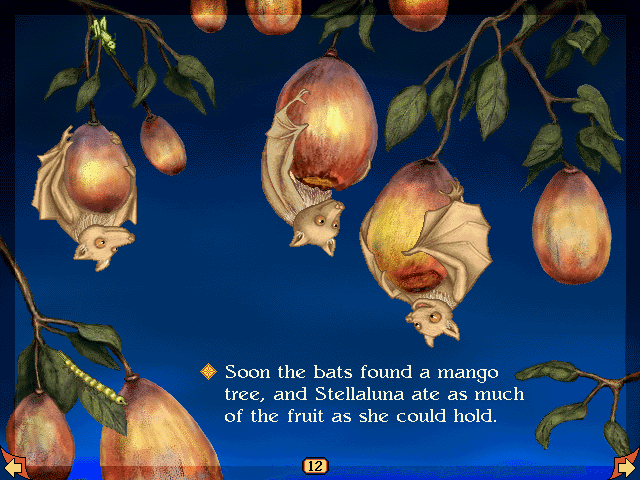 Soon the bats found a mango
tree, and Stellaluna ate as much
of the fruit as she could hold.
12